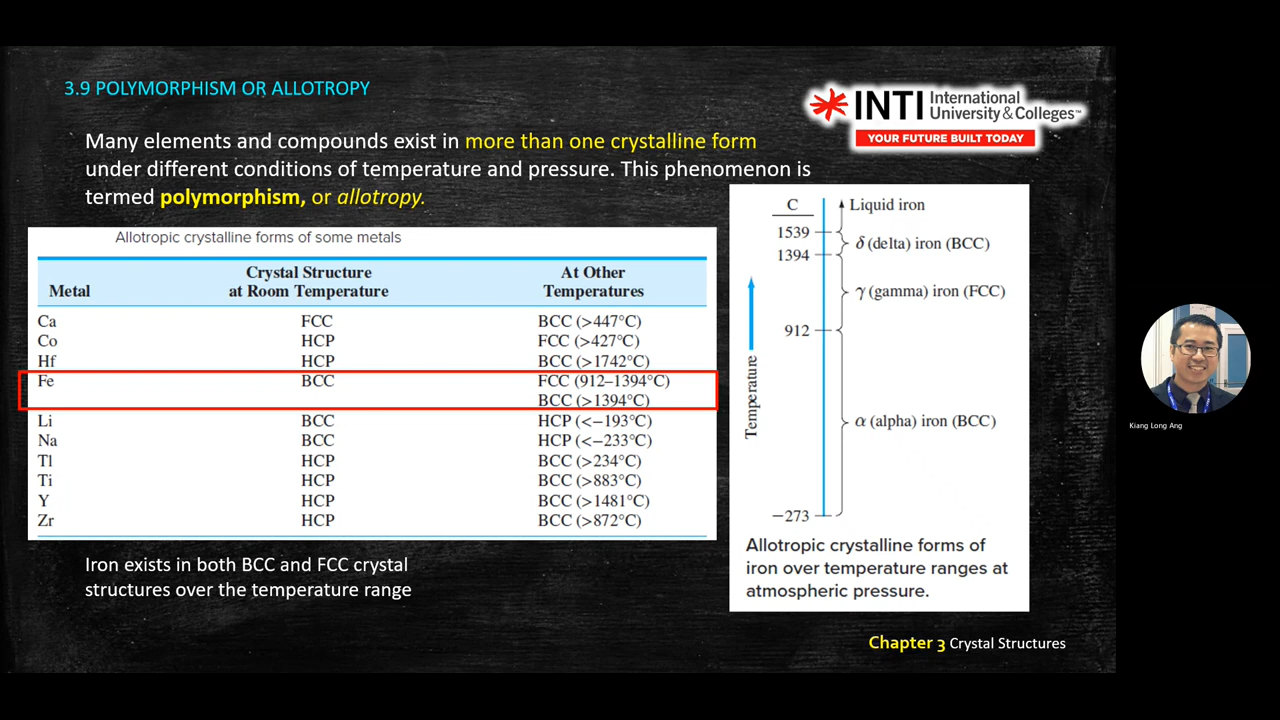 3.9 POLYMORPHISM OR ALLOTROPY
INTI International
University & Colleges™
YOUR FUTURE BUILT TODAY
Many elements and compounds exist in more than one crystalline form
under different conditions of temperature and pressure. This phenomenon is
termed polymorphism, or allotropy.
Allotropic crystalline forms of some metals
Metal Crystal Structure at Room Temperature At Other Temperatures
Ca FCC BCC (>447°C)
Co HCP FCC (>427°C)
Hf HCP BCC (>1742°C)
Fe BCC FCC (912–1394°C)
BCC (>1394°C)
Li BCC HCP (<−193°C)
Na BCC HCP (<−233°C)
Tl HCP BCC (>234°C)
Ti HCP BCC (>883°C)
Y HCP BCC (>1481°C)
Zr HCP BCC (>872°C)
Iron exists in both BCC and FCC crystal
structures over the temperature range
C Liquid iron
1539
δ (delta) iron (BCC)
1394
γ (gamma) iron (FCC)
912
Temperature
α (alpha) iron (BCC)
−273
Allotropic crystalline forms of
iron over temperature ranges at
atmospheric pressure.
Chapter 3 Crystal Structures
Kiang Long Ang